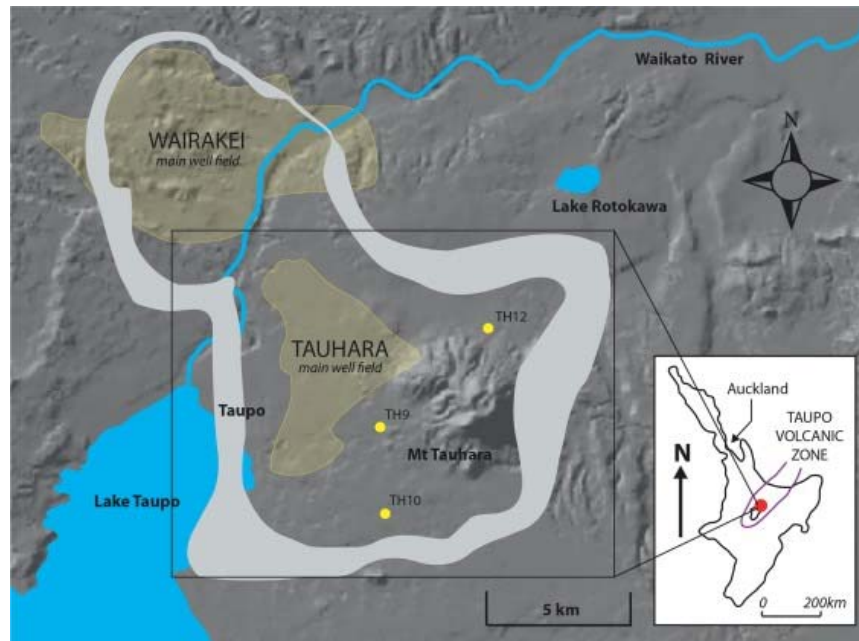 Waikato River
WAIRAKEI
main well field.
N
Lake Rotokawa
TH12
TAUHARA
main well field
Taupo
TH9
Mt Tauhara
Lake Taupo
TH10
5 km
Auckland
TAUPO
VOLCANIC
ZONE
N
0 200km